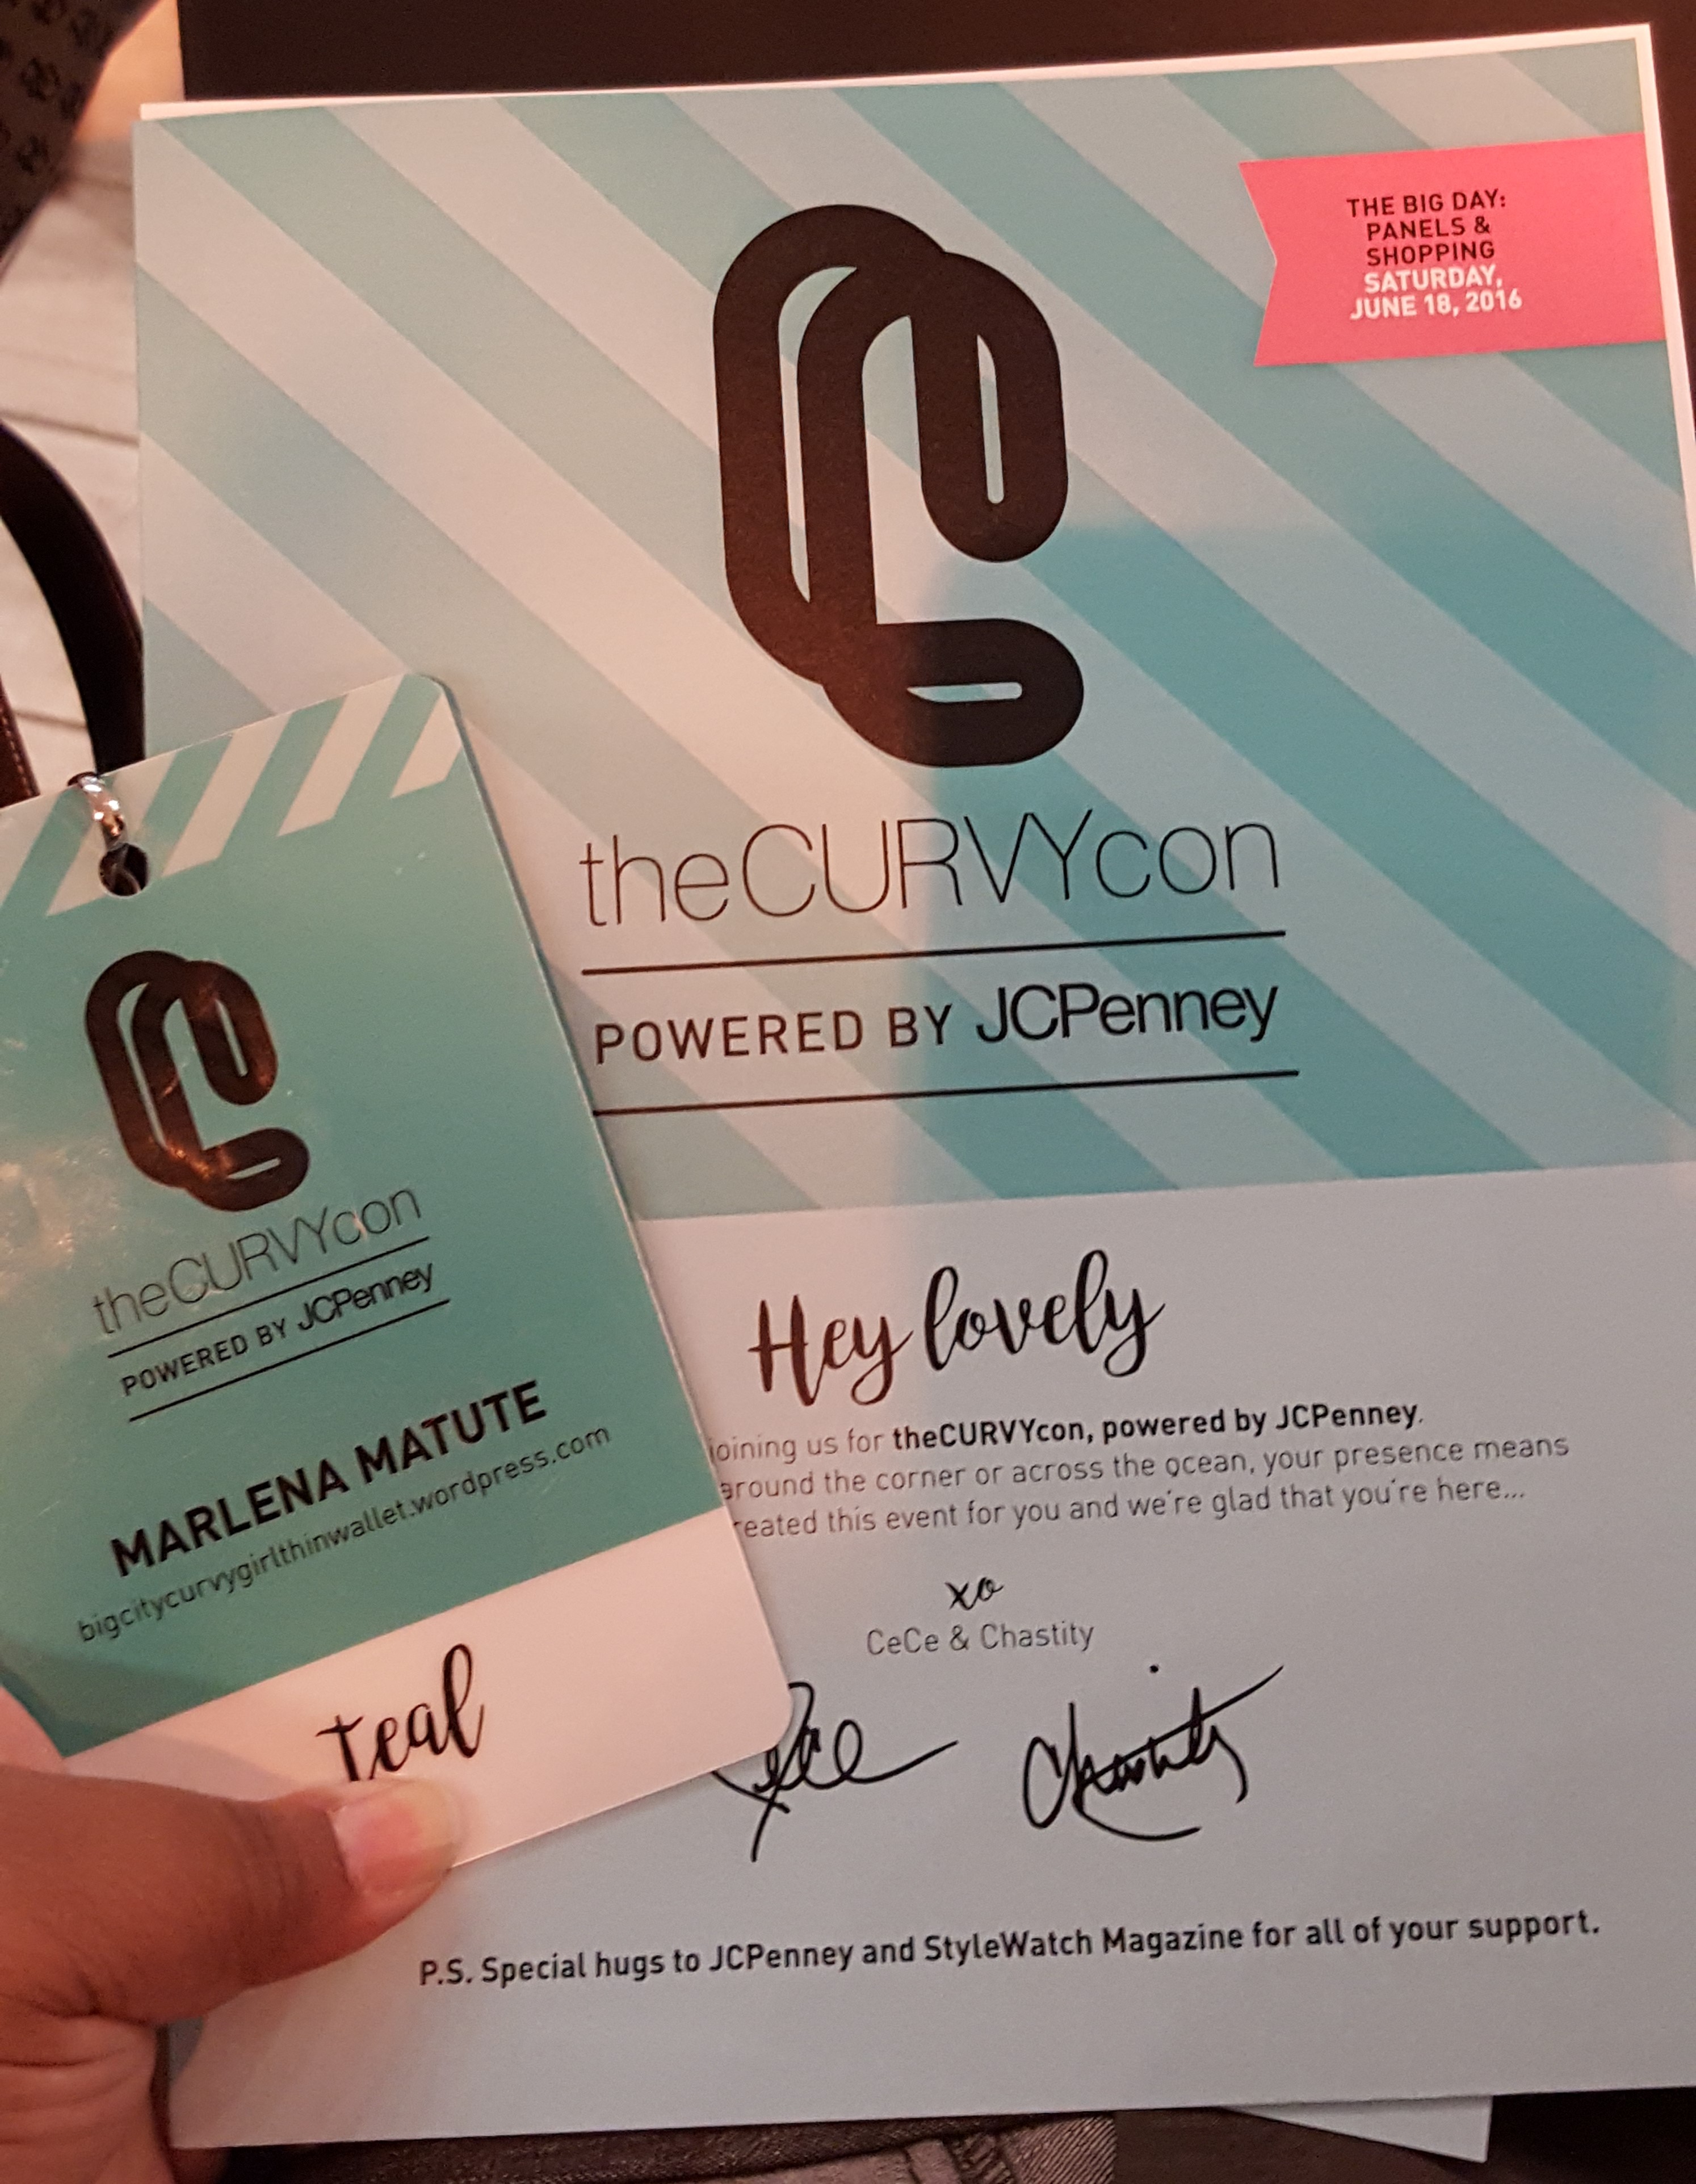 THE BIG DAY:
PANELS &
SHOPPING
SATURDAY,
JUNE 18, 2016
theCURVYcon
POWERED BY JCPenney
Hey lovely
joining us for theCURVYcon, powered by JCPenney.
around the corner or across the ocean, your presence means
this event for you and we're glad that you're here...
xo
CeCe & Chastity
CeCe Chastity
P.S. Special hugs to JCPenney and StyleWatch Magazine for all of your support.
theCURVYcon
POWERED BY JCPenney
MARLENA MATUTE
bigcitycurvygirlthinwallet.wordpress.com
teal